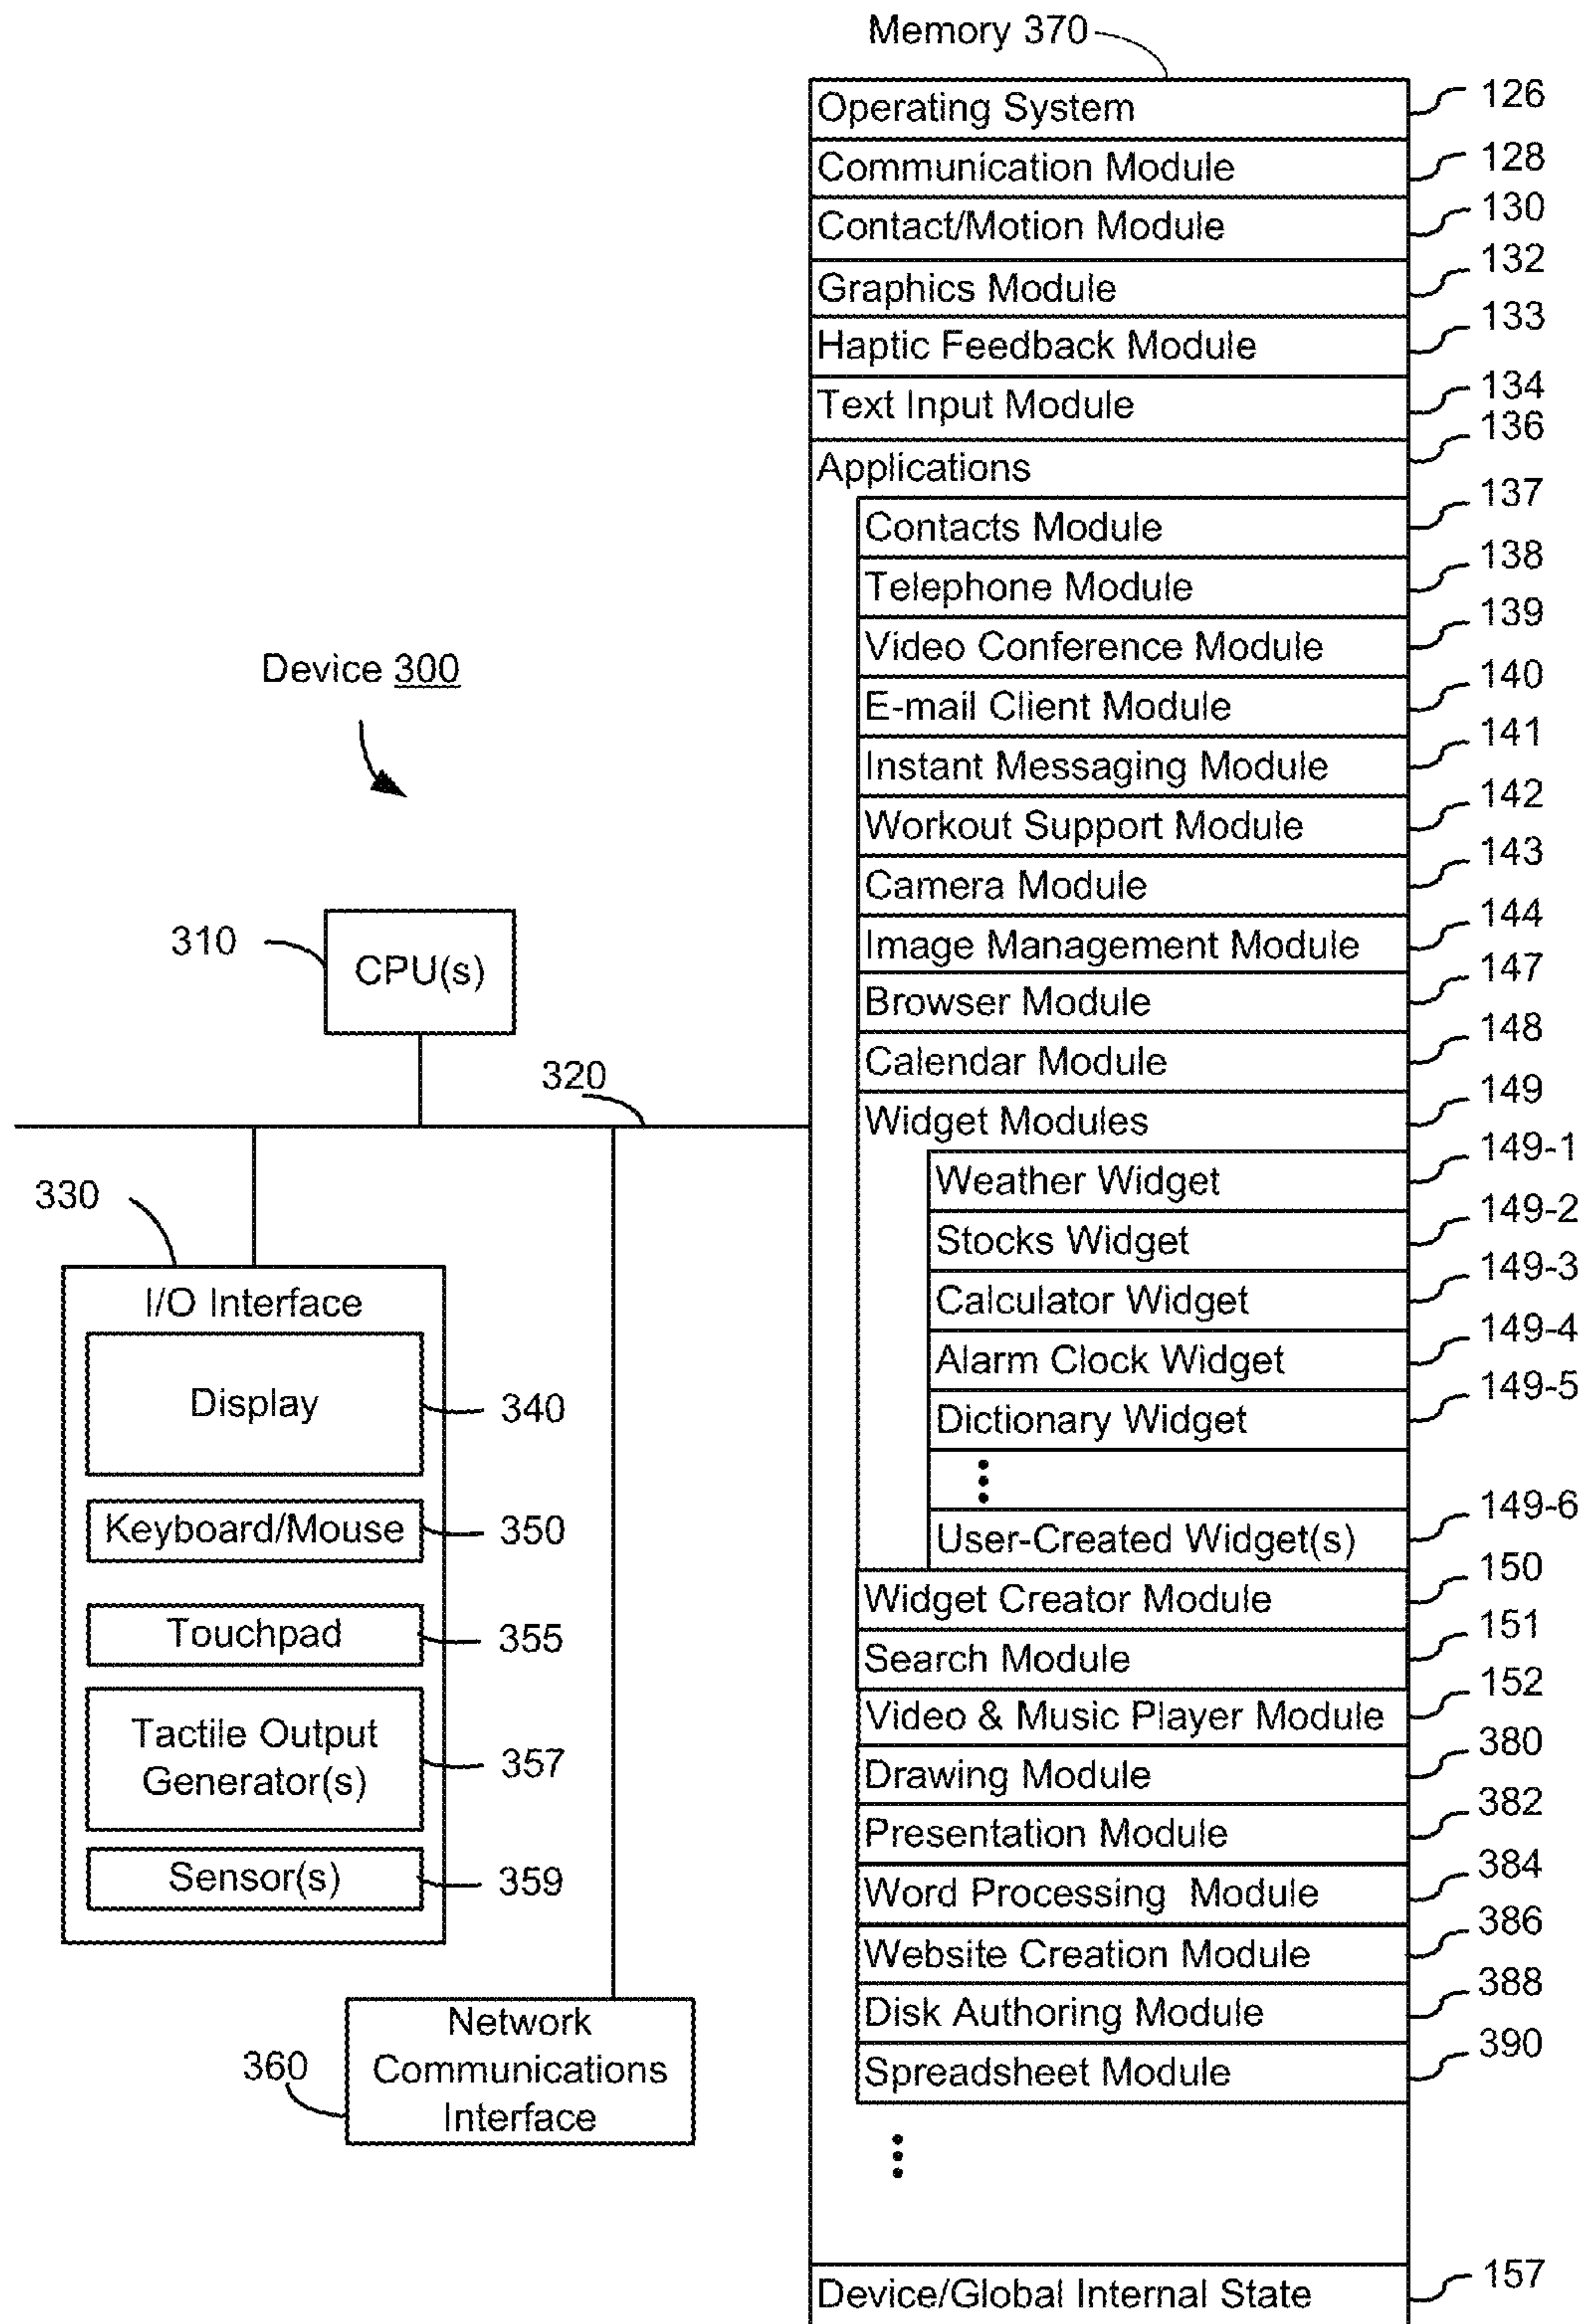 Memory 370
Operating System 126
Communication Module 128
Contact/Motion Module 130
Graphics Module 132
Haptic Feedback Module 133
Text Input Module 134
Applications 136
Contacts Module 137
Telephone Module 138
Video Conference Module 139
E-mail Client Module 140
Instant Messaging Module 141
Workout Support Module 142
Camera Module 143
Image Management Module 144
Browser Module 147
Calendar Module 148
Widget Modules 149
Weather Widget 149-1
Stocks Widget 149-2
Calculator Widget 149-3
Alarm Clock Widget 149-4
Dictionary Widget 149-5
User-Created Widget(s) 149-6
Widget Creator Module 150
Search Module 151
Video & Music Player Module 152
Drawing Module 380
Presentation Module 382
Word Processing Module 384
Website Creation Module 386
Disk Authoring Module 388
Spreadsheet Module 390
Device/Global Internal State 157
Device 300
310
CPU(s)
320
330
I/O Interface
Display 340
Keyboard/Mouse 350
Touchpad 355
Tactile Output
Generator(s) 357
Sensor(s) 359
360
Network
Communications
Interface